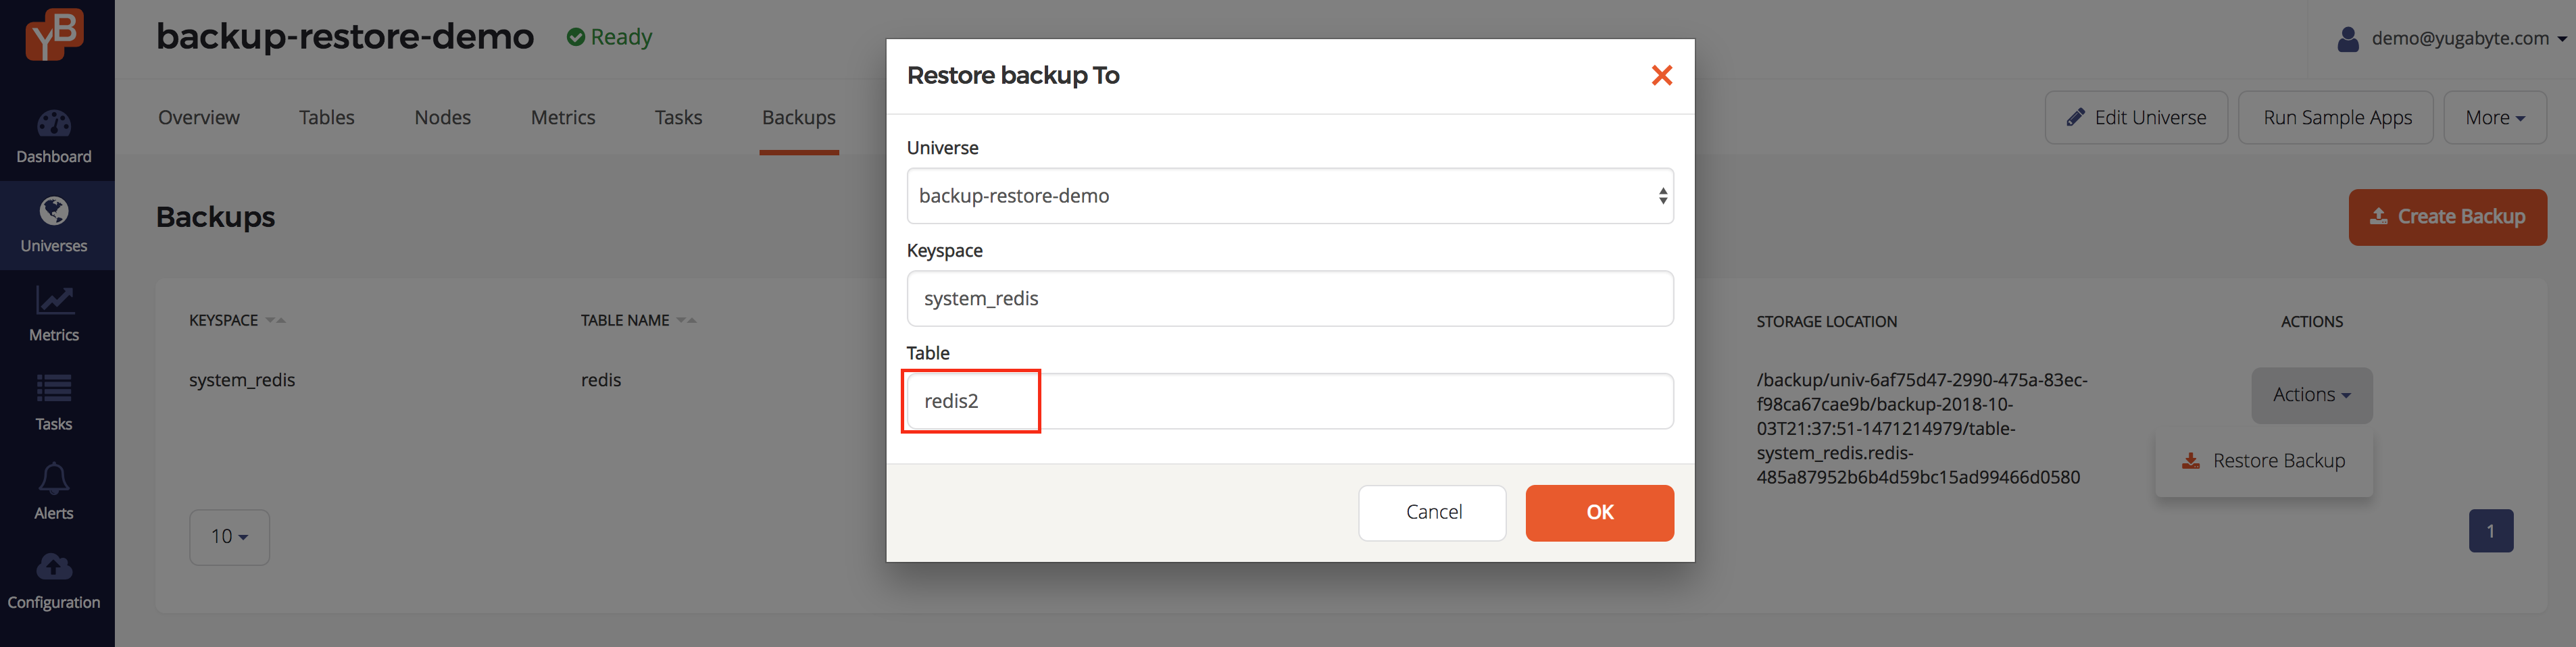 YB
backup-restore-demo
Ready
demo@yugabyte.com
Dashboard
Universes
Metrics
Tasks
Alerts
Configuration
Overview
Tables
Nodes
Metrics
Tasks
Backups
Edit Universe
Run Sample Apps
More
Backups
Create Backup
KEYSPACE
TABLE NAME
STORAGE LOCATION
ACTIONS
system_redis
redis
/backup/univ-6af75d47-2990-475a-83ec-
f98ca67cae9b/backup-2018-10-
03T21:37:51-1471214979/table-
system_redis.redis-
485a87952b6b4d59bc15ad99466d0580
Actions
Restore Backup
10
1
Restore backup To
Universe
backup-restore-demo
Keyspace
system_redis
Table
redis2
Cancel
OK